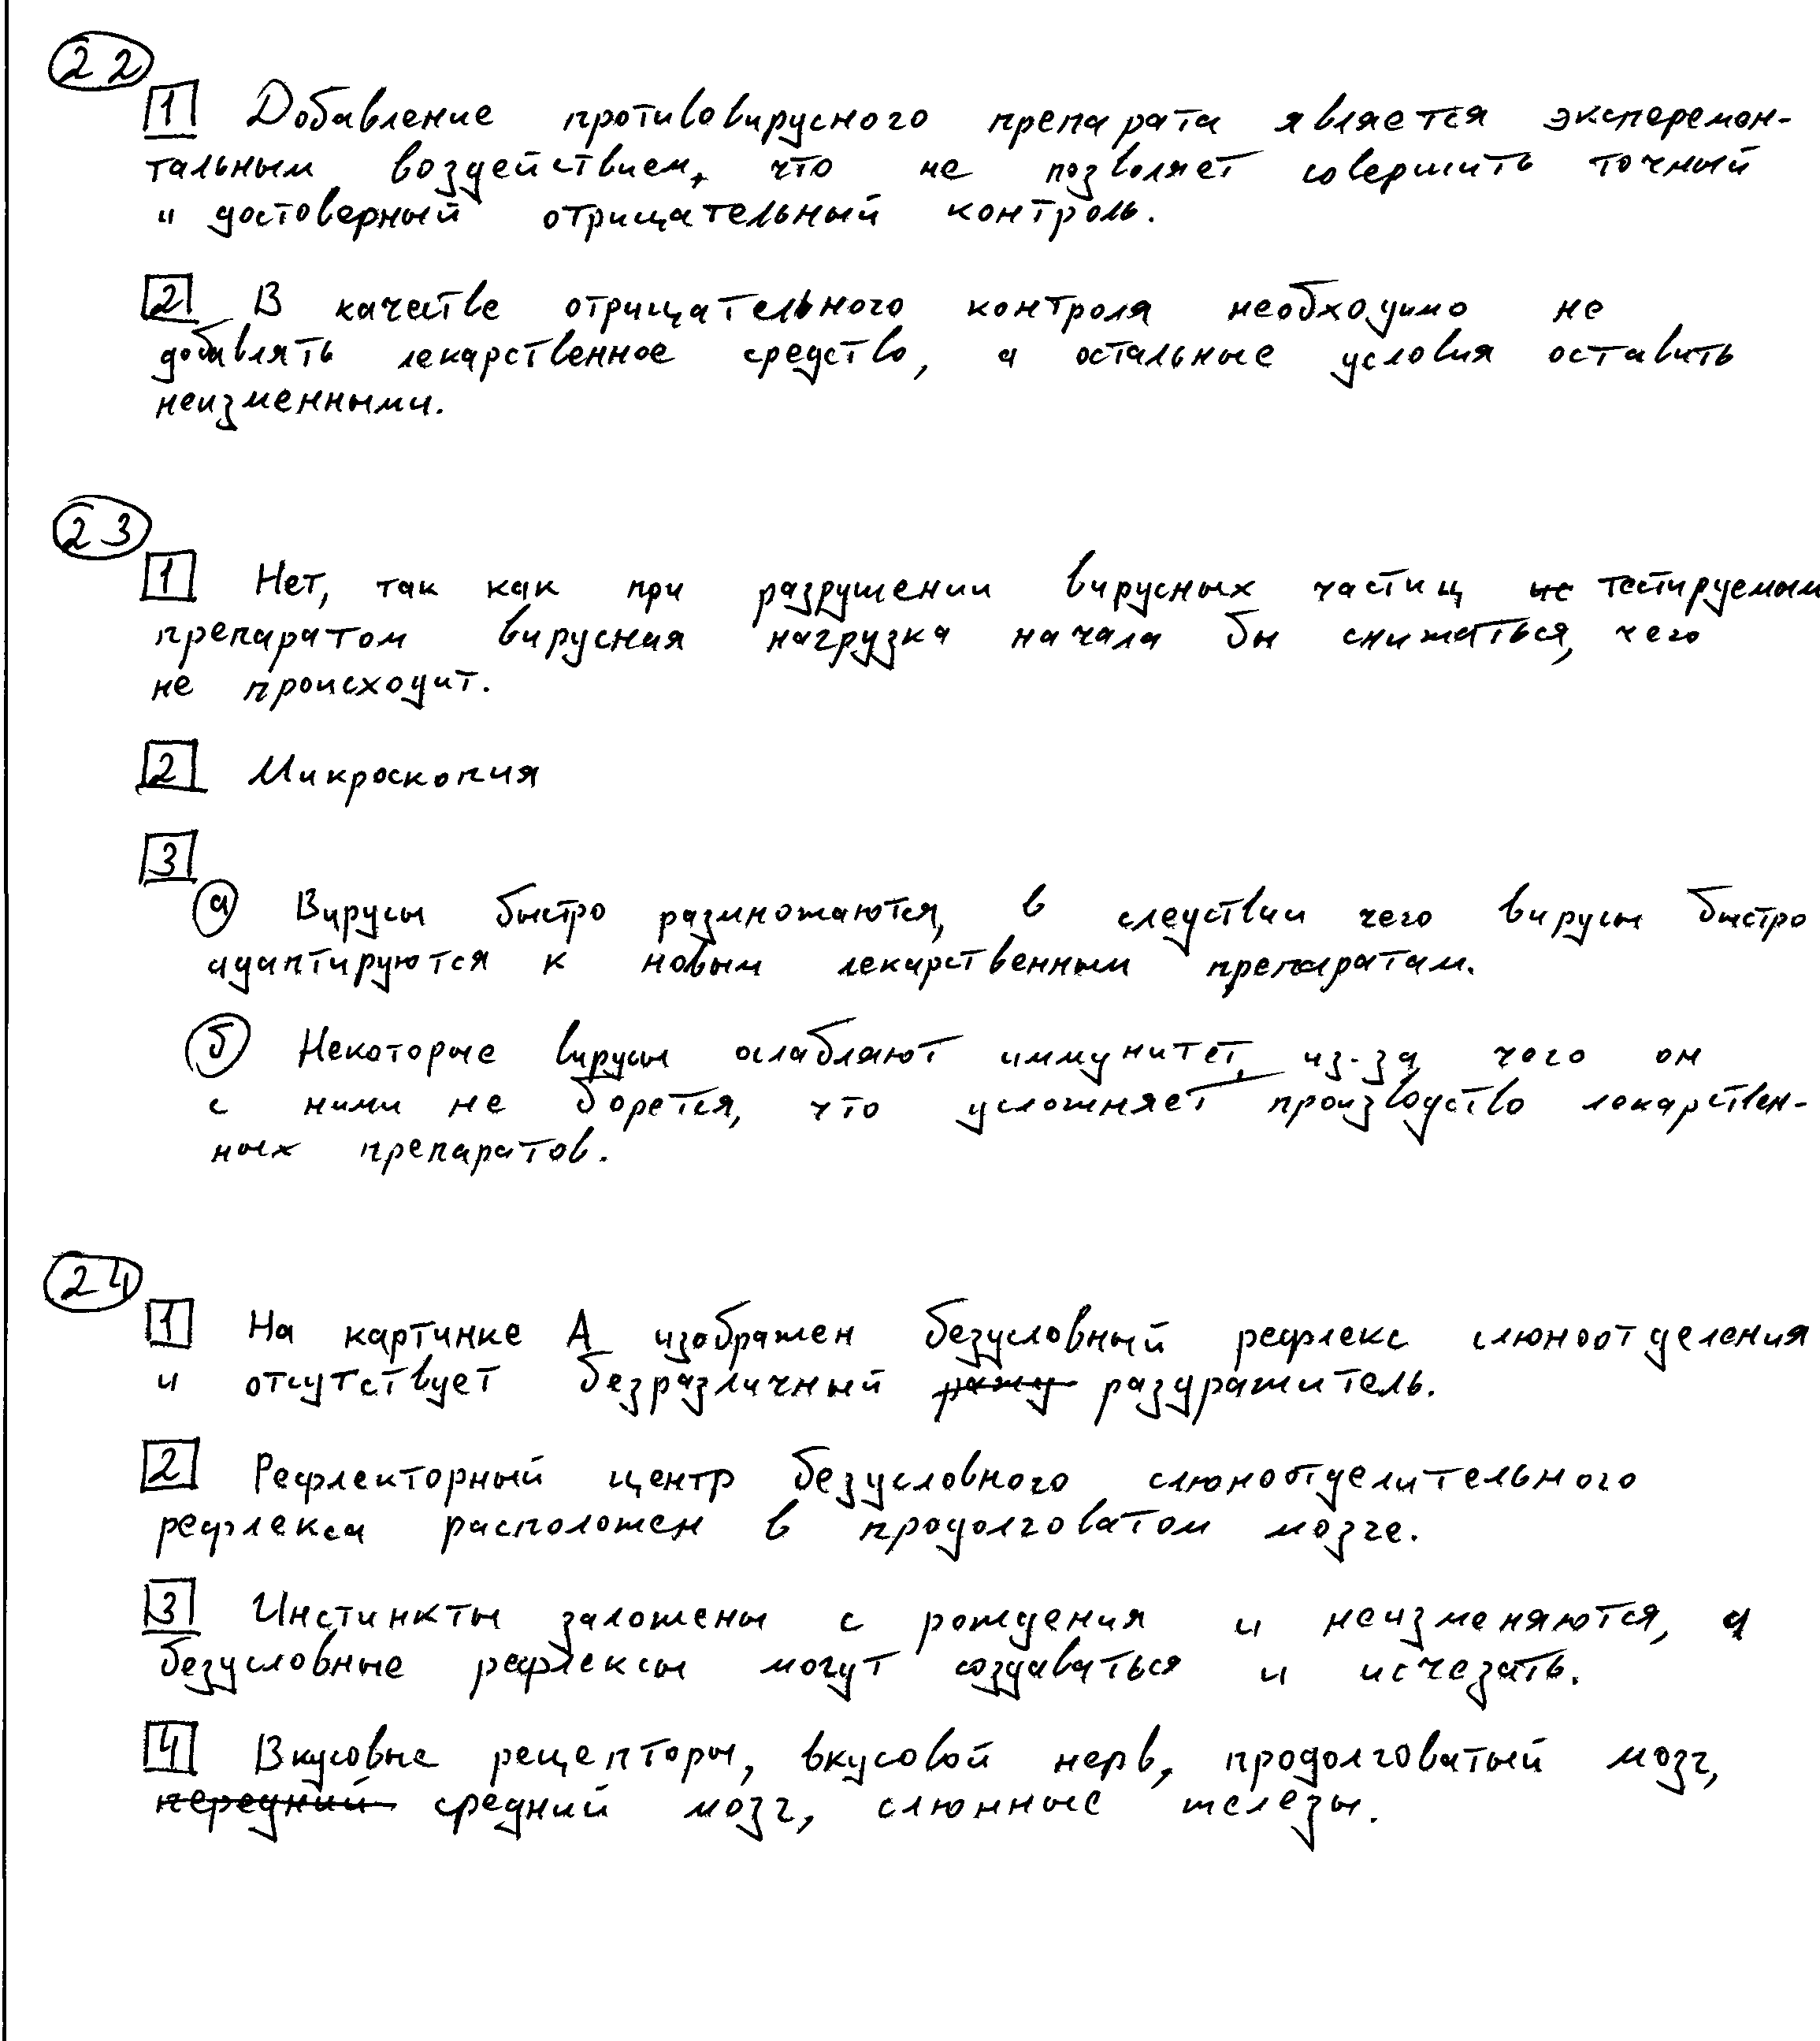 22
1 Добавление противовирусного препарата является эксперемен-
тальным воздействием, что не позволяет совершить точный
и достоверный отрицательный контроль.
2 В качестве отрицательного контроля необходимо не
добавлять лекарственное средство, а остальные условия оставить
неизменными.
23
1 Нет, так как при разрушении вирусных частиц не тестируемым
препаратом вирусная нагрузка начала бы снижаться, чего
не происходит.
2 Микроскопия
3
а Вирусы быстро размножаются, в следствии чего вирусы быстро
адаптируются к новым лекарственным препаратам.
б Некоторые вирусы ослабляют иммунитет, из-за чего он
с ними не борется, что усложняет производство лекарствен-
ных препаратов.
24
1 На картинке А изображен безусловный рефлекс слюноотделения
и отсутствует безразличный раздражитель.
2 Рефлекторный центр безусловного слюноотделительного
рефлекса расположен в продолговатом мозге.
3 Инстинкты заложены с рождения и неизменяются, а
безусловные рефлексы могут создаваться и исчезать.
4 Вкусовые рецепторы, вкусовой нерв, продолговатый мозг,
передний средний мозг, слюнные железы.